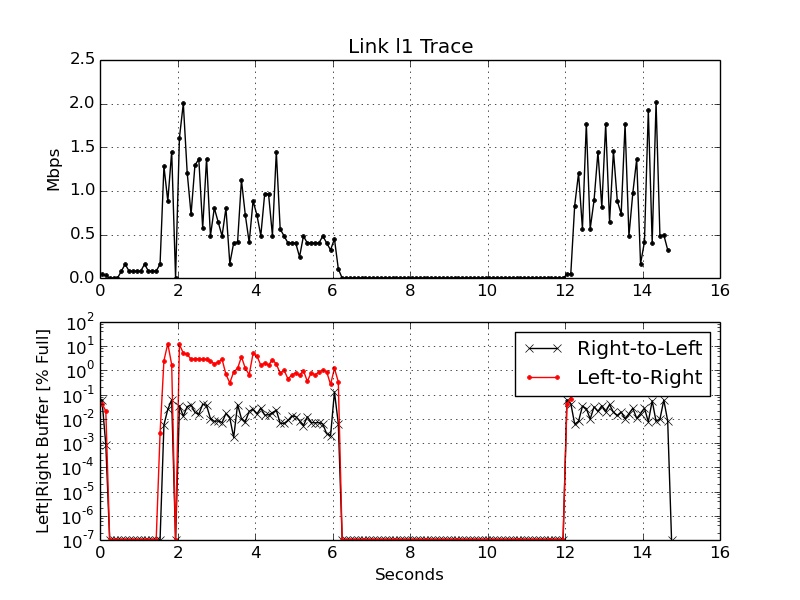 Link l1 Trace
2.5
2.0
1.5
1.0
0.5
0.0
Mbps
0 2 4 6 8 10 12 14 16
10^2
10^1
10^0
10^-1
10^-2
10^-3
10^-4
10^-5
10^-6
10^-7
Left|Right Buffer [% Full]
Right-to-Left
Left-to-Right
0 2 4 6 8 10 12 14 16
Seconds